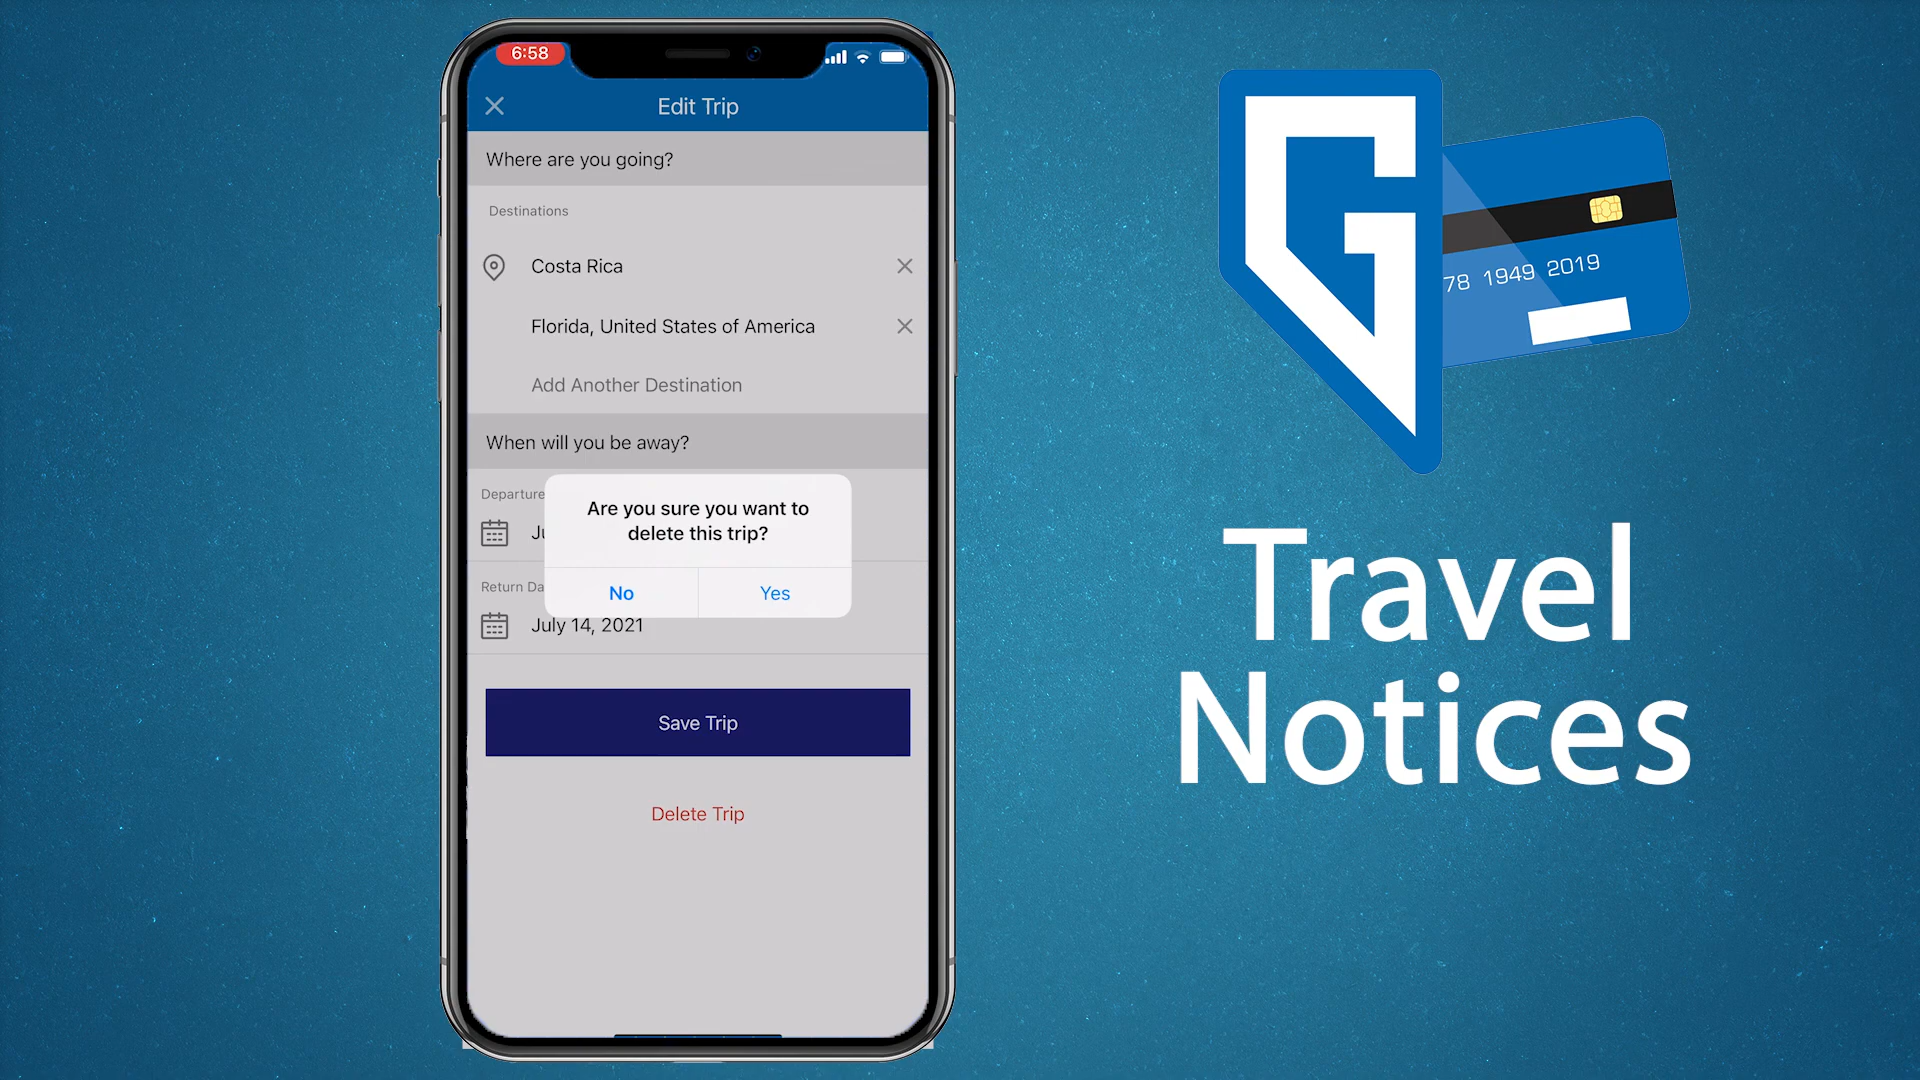 6:58
Edit Trip
Where are you going?
Destinations
Costa Rica
Florida, United States of America
Add Another Destination
When will you be away?
Departure
Are you sure you want to
delete this trip?
No
Yes
Return
July 14, 2021
Save Trip
Delete Trip
G
78 1949 2019
Travel
Notices